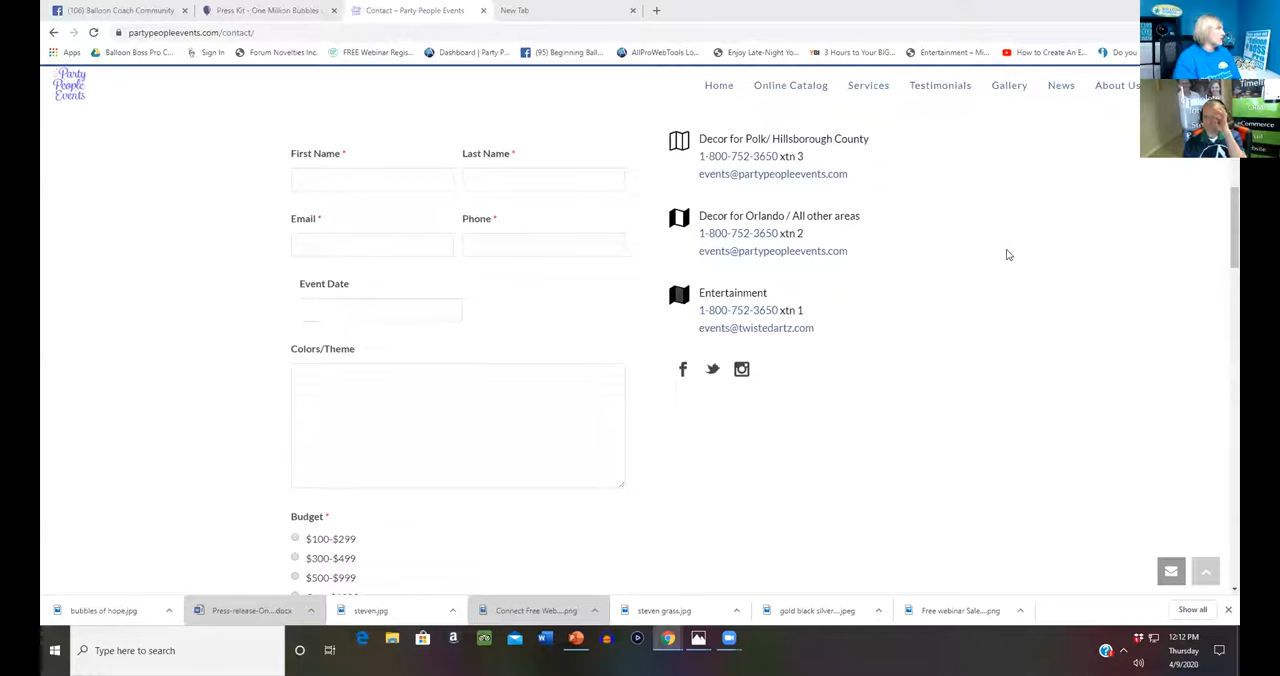 (106) Balloon Coach Community
Press Kit - One Million Bubbles
Contact – Party People Events
New Tab
partypeopleevents.com/contact/
Apps
Balloon Boss Pro C...
Sign In
Forum Novelties Inc.
FREE Webinar Regis...
Dashboard | Party P...
(95) Beginning Ball...
AllProWebTools Lo...
Enjoy Late-Night Yo...
3 Hours to Your BIG...
Entertainment – Mi...
How to Create An E...
Do you
Party
People
Events
Home
Online Catalog
Services
Testimonials
Gallery
News
About Us
First Name *
Last Name *
Email *
Phone *
Event Date
Colors/Theme
Budget *
$100-$299
$300-$499
$500-$999
Decor for Polk/ Hillsborough County
1-800-752-3650 xtn 3
events@partypeopleevents.com
Decor for Orlando / All other areas
1-800-752-3650 xtn 2
events@partypeopleevents.com
Entertainment
1-800-752-3650 xtn 1
events@twistedartz.com
bubbles of hope.jpg
Press-release-On....docx
steven.jpg
Connect Free Web....png
steven grass.jpg
gold black silver....jpeg
Free webinar Sale....png
Show all
Type here to search
12:12 PM
Thursday
4/9/2020